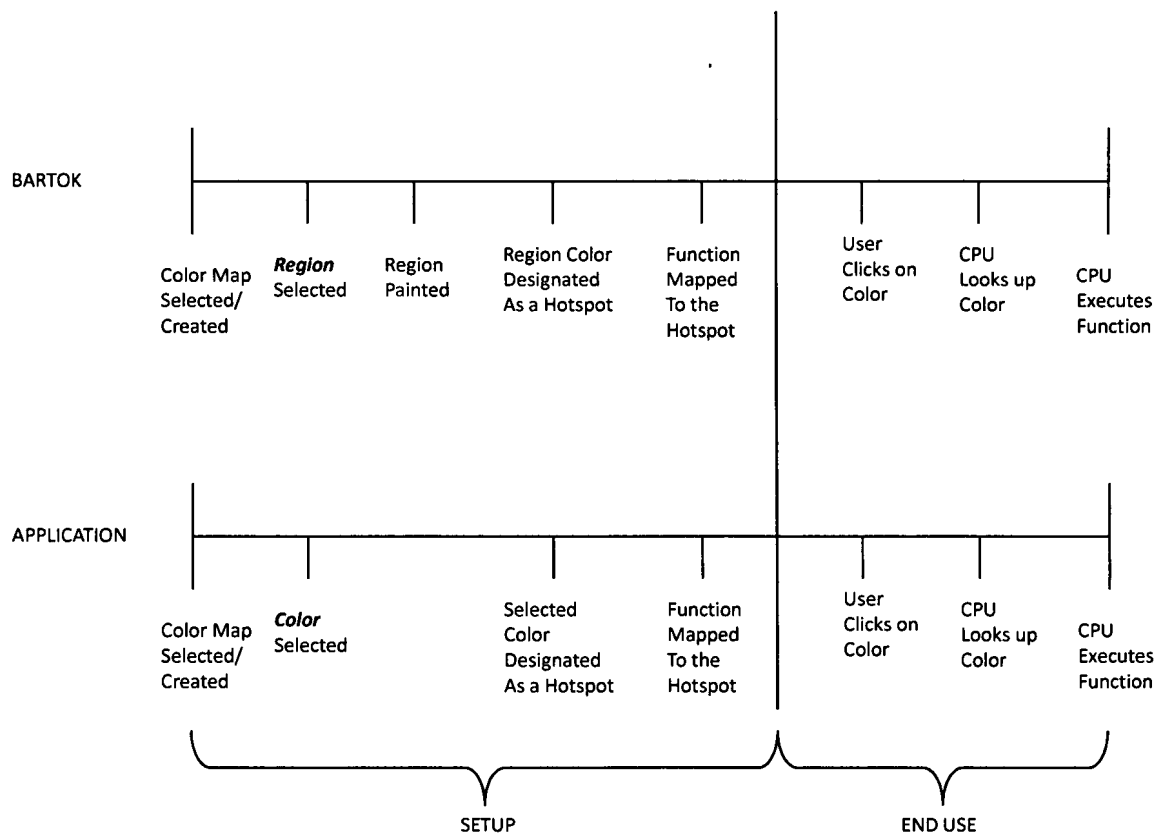 BARTOK
Color Map
Selected/
Created
Region
Selected
Region
Painted
Region Color
Designated
As a Hotspot
Function
Mapped
To the
Hotspot
User
Clicks on
Color
CPU
Looks up
Color
CPU
Executes
Function
APPLICATION
Color Map
Selected/
Created
Color
Selected
Selected
Color
Designated
As a Hotspot
Function
Mapped
To the
Hotspot
User
Clicks on
Color
CPU
Looks up
Color
CPU
Executes
Function
SETUP
END USE